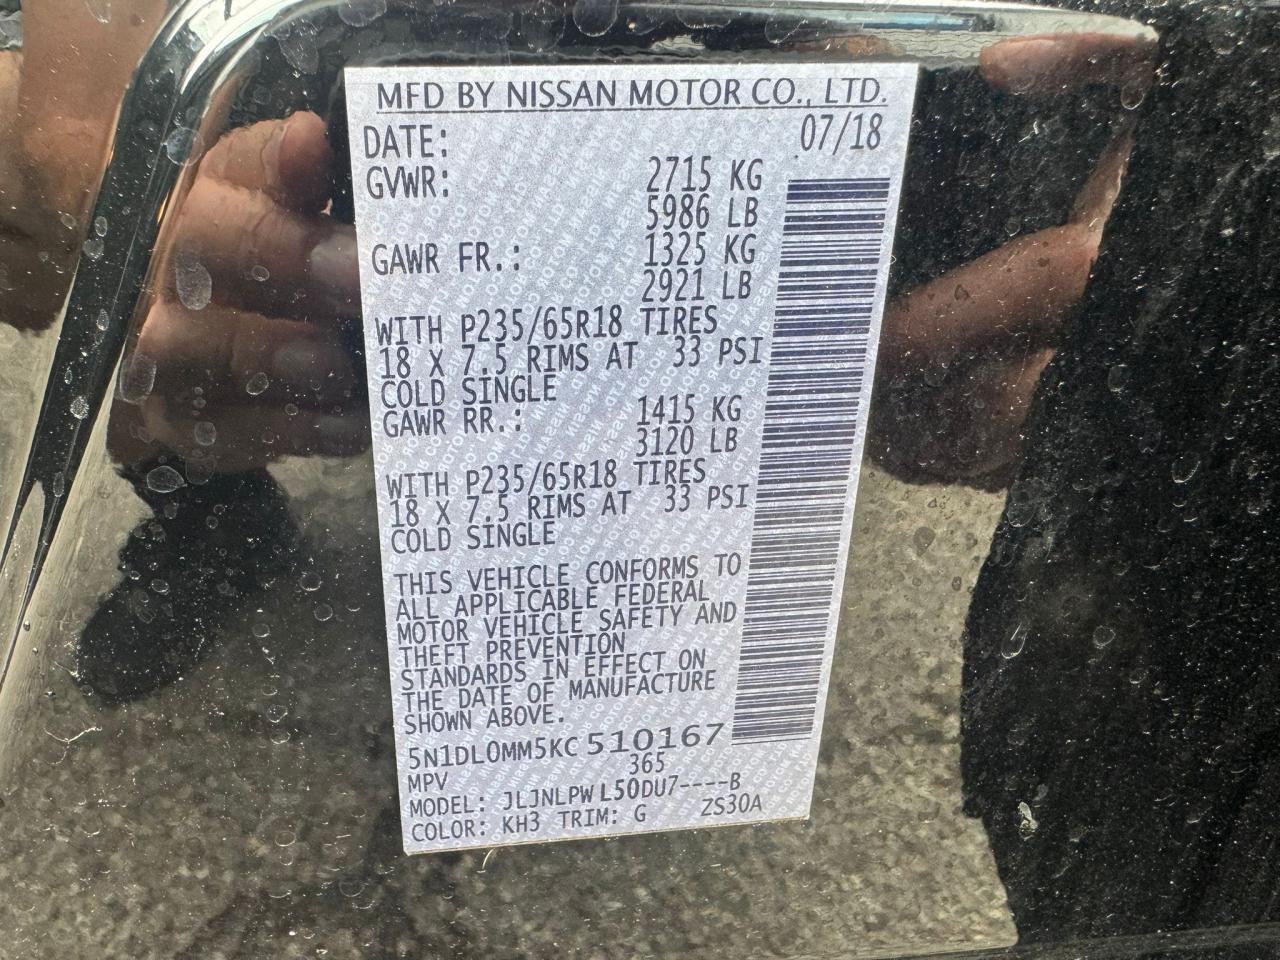 MFD BY NISSAN MOTOR CO., LTD.
DATE: 07/18
GVWR: 2715 KG
5986 LB
GAWR FR.: 1325 KG
2921 LB
WITH P235/65R18 TIRES
18 X 7.5 RIMS AT 33 PSI
COLD SINGLE
GAWR RR.: 1415 KG
3120 LB
WITH P235/65R18 TIRES
18 X 7.5 RIMS AT 33 PSI
COLD SINGLE
THIS VEHICLE CONFORMS TO
ALL APPLICABLE FEDERAL
MOTOR VEHICLE SAFETY AND
THEFT PREVENTION
STANDARDS IN EFFECT ON
THE DATE OF MANUFACTURE
SHOWN ABOVE.
5N1DL0MM5KC 510167
MPV 365
MODEL: JLJNLPW L50DU7----B
COLOR: KH3 TRIM: G ZS30A